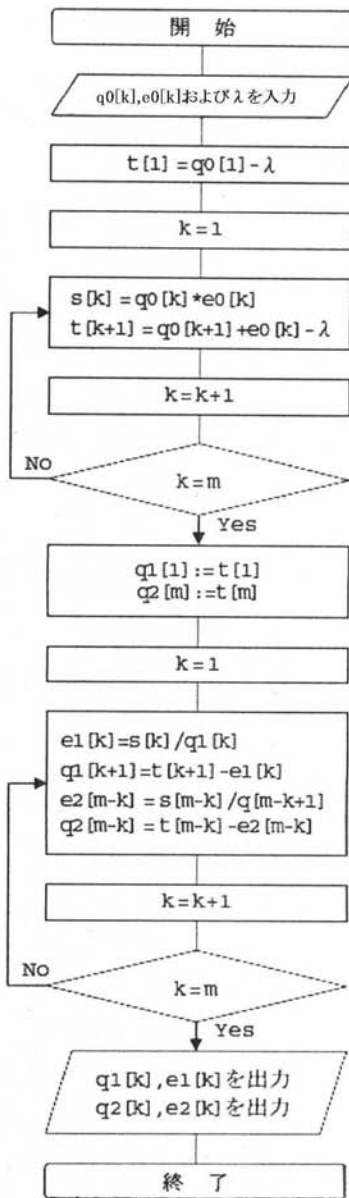 開 始
q0[k],e0[k]およびλを入力
t[1]=q0[1]-λ
k=1
s[k]=q0[k]*e0[k]
t[k+1]=q0[k+1]+e0[k]-λ
k=k+1
No
k=m
Yes
q1[1]:=t[1]
q2[m]:=t[m]
k=1
e1[k]=s[k]/q1[k]
q1[k+1]=t[k+1]-e1[k]
e2[m-k]=s[m-k]/q[m-k+1]
q2[m-k]=t[m-k]-e2[m-k]
k=k+1
No
k=m
Yes
q1[k],e1[k]を出力
q2[k],e2[k]を出力
終 了